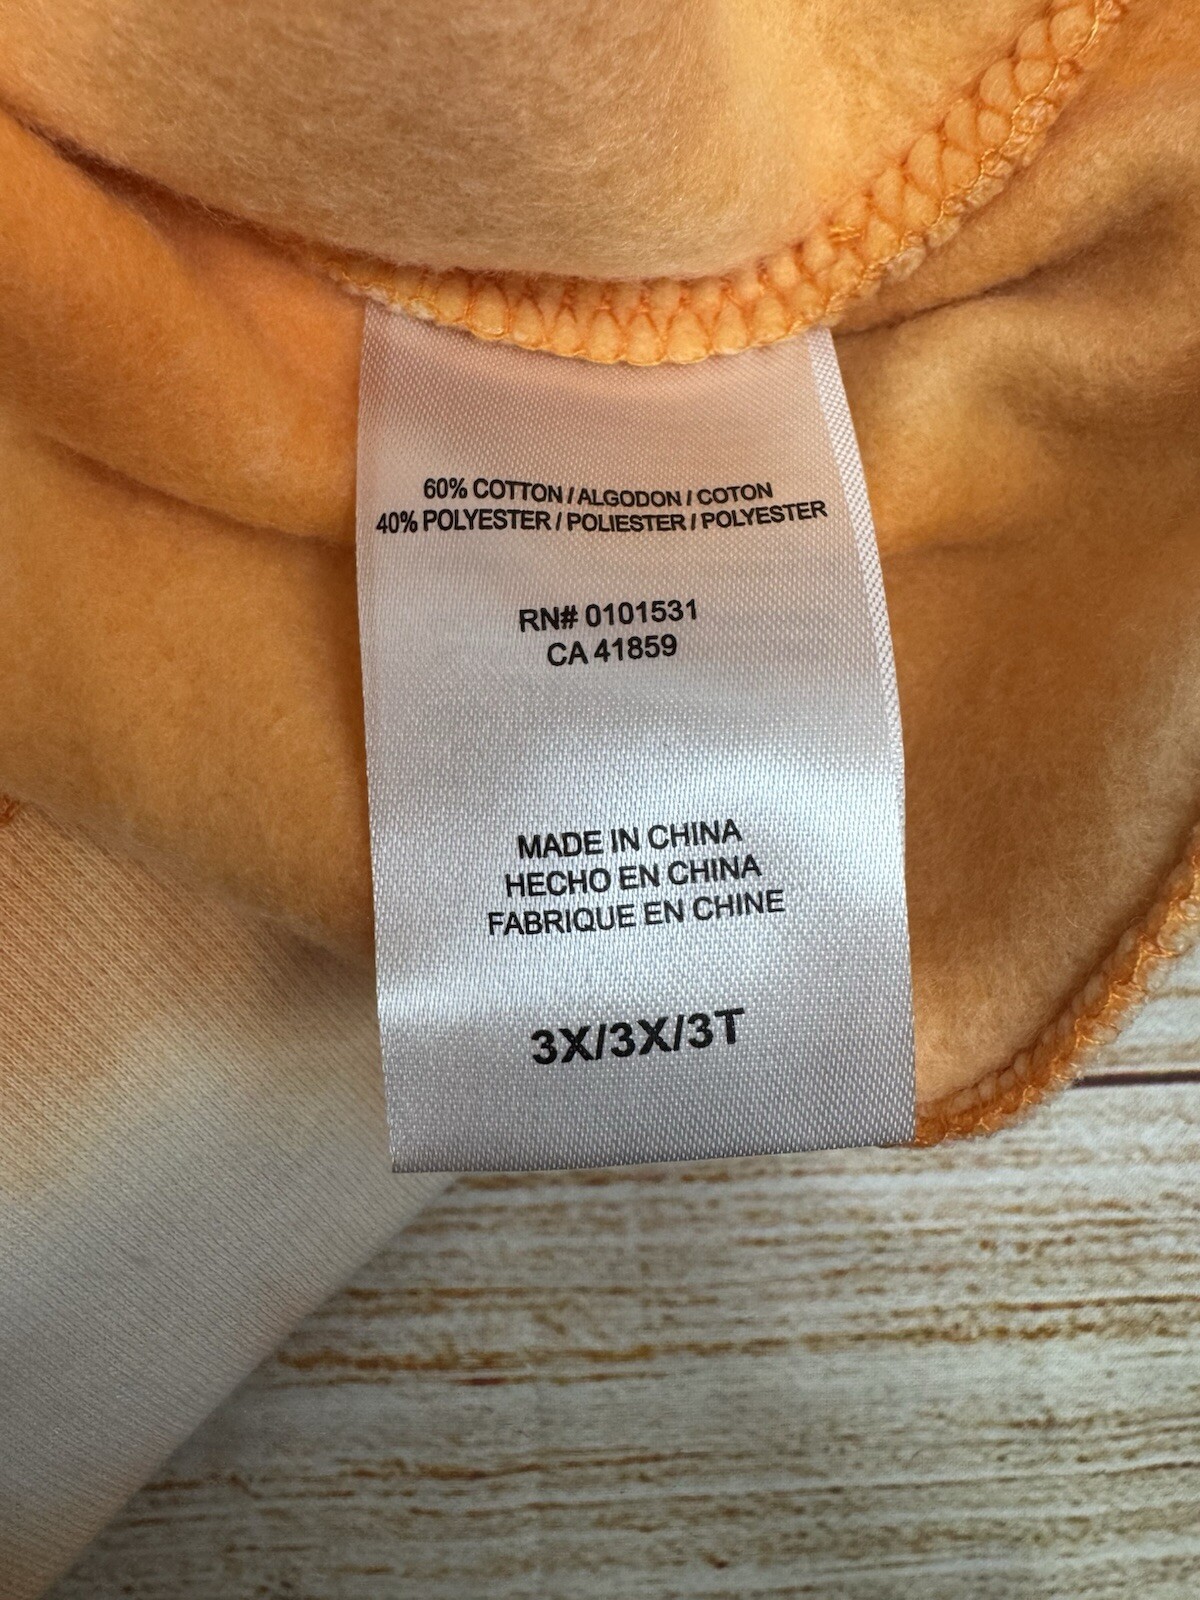 60% COTTON / ALGODON / COTON
40% POLYESTER / POLIESTER / POLYESTER
RN# 0101531
CA 41859
MADE IN CHINA
HECHO EN CHINA
FABRIQUE EN CHINE
3X/3X/3T